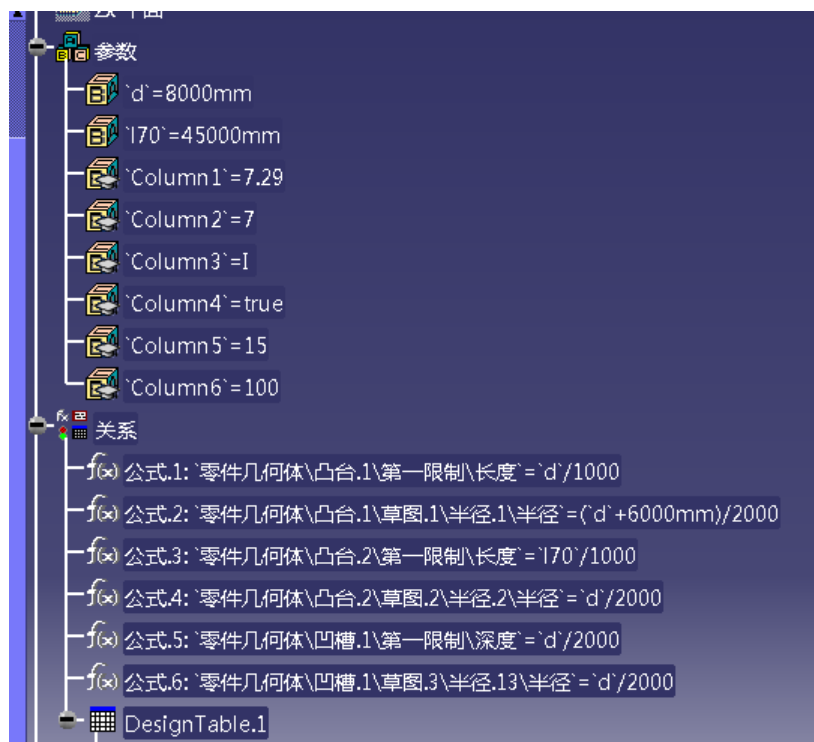 参数
`d`=8000mm
`l70`=45000mm
`Column1`=7.29
`Column2`=7
`Column3`=I
`Column4`=true
`Column5`=15
`Column6`=100
关系
f(x) 公式.1: `零件几何体\凸台.1\第一限制\长度`=`d`/1000
f(x) 公式.2: `零件几何体\凸台.1\草图.1\半径.1\半径`=(`d`+6000mm)/2000
f(x) 公式.3: `零件几何体\凸台.2\第一限制\长度`=`l70`/1000
f(x) 公式.4: `零件几何体\凸台.2\草图.2\半径.2\半径`=`d`/2000
f(x) 公式.5: `零件几何体\凹槽.1\第一限制\深度`=`d`/2000
f(x) 公式.6: `零件几何体\凹槽.1\草图.3\半径.13\半径`=`d`/2000
DesignTable.1